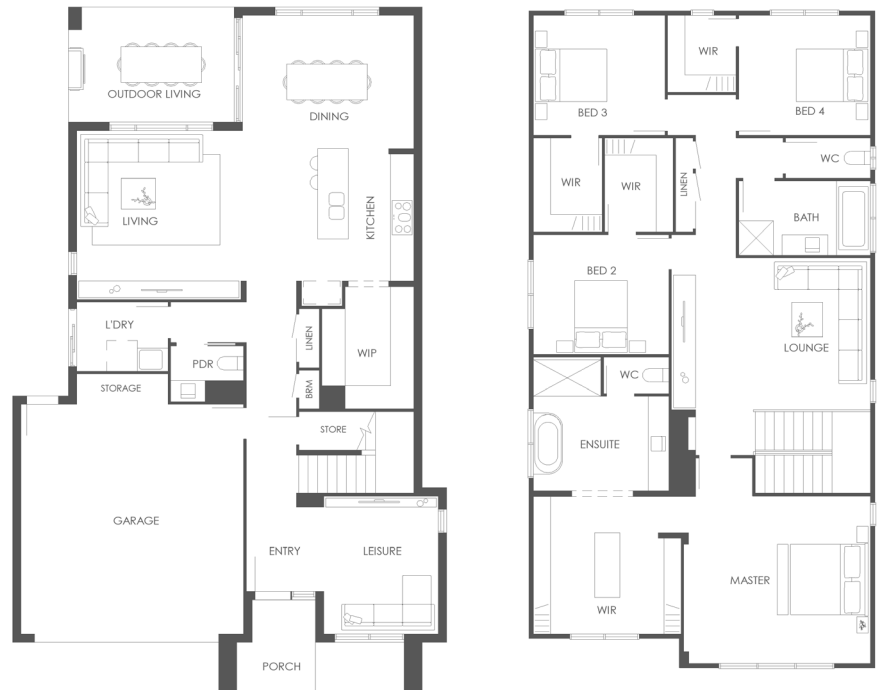 OUTDOOR LIVING
DINING
LIVING
KITCHEN
L'DRY
LINEN
WIP
PDR
STORAGE
BRM
STORE
GARAGE
ENTRY
LEISURE
PORCH
WIR
BED 3
BED 4
WC
WIR
WIR
LINEN
BATH
BED 2
LOUNGE
WC
ENSUITE
MASTER
WIR